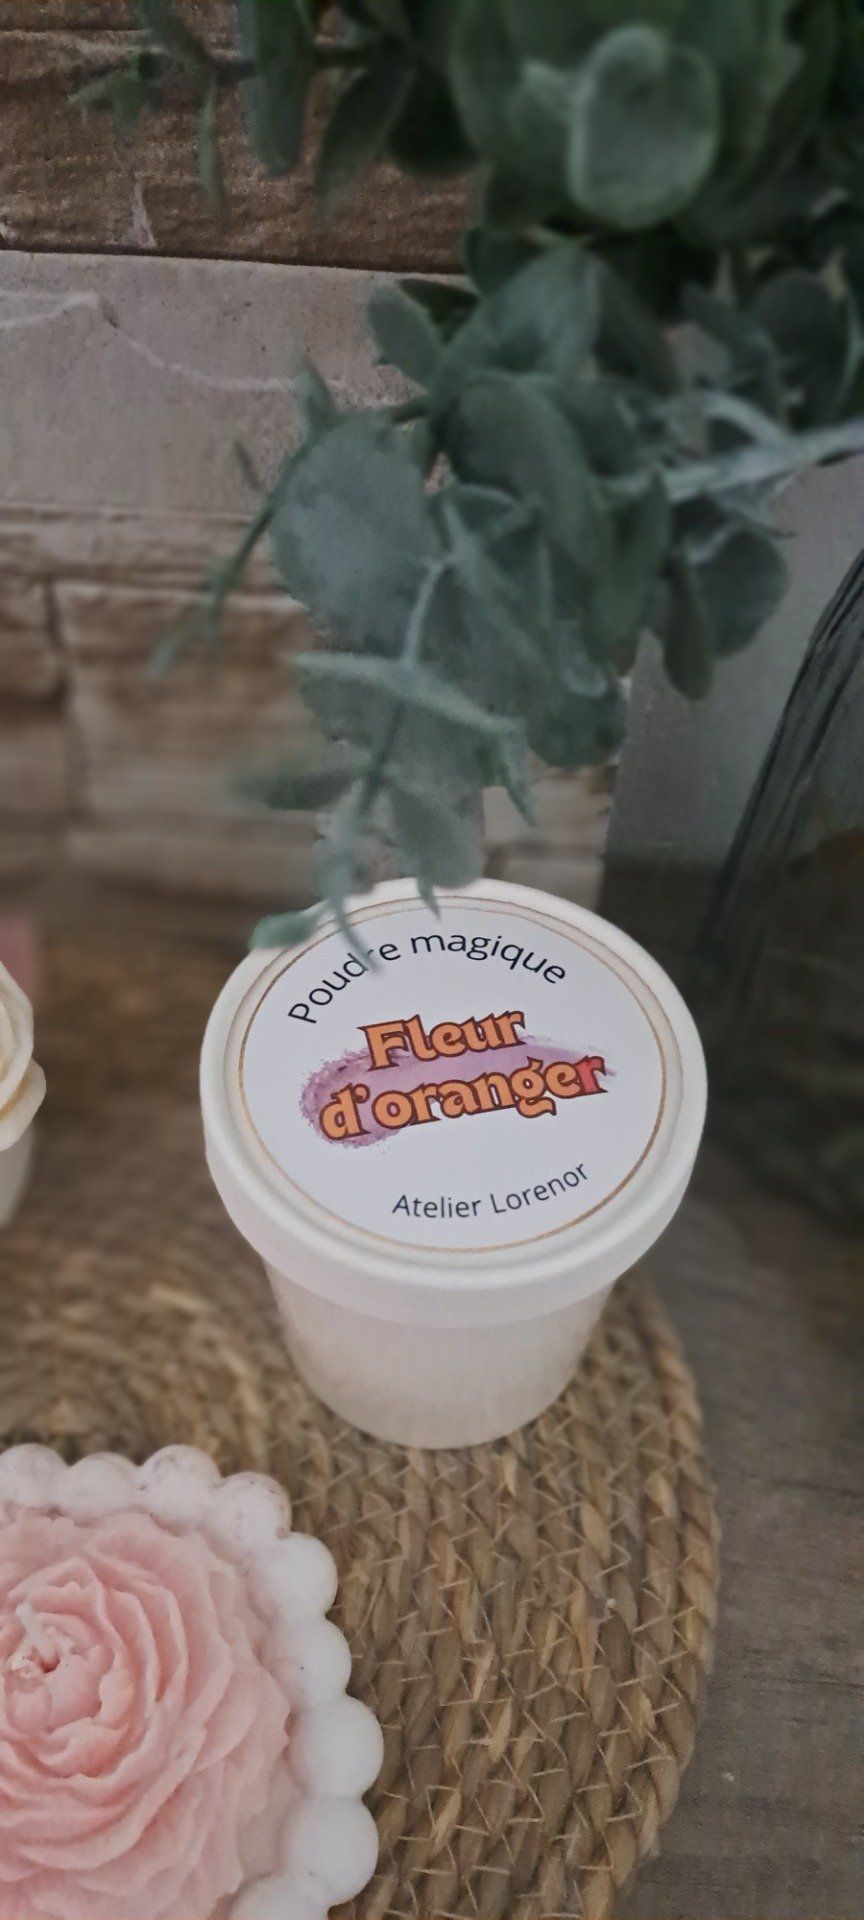 Poudre magique
Fleur
d'oranger
Atelier Lorenor